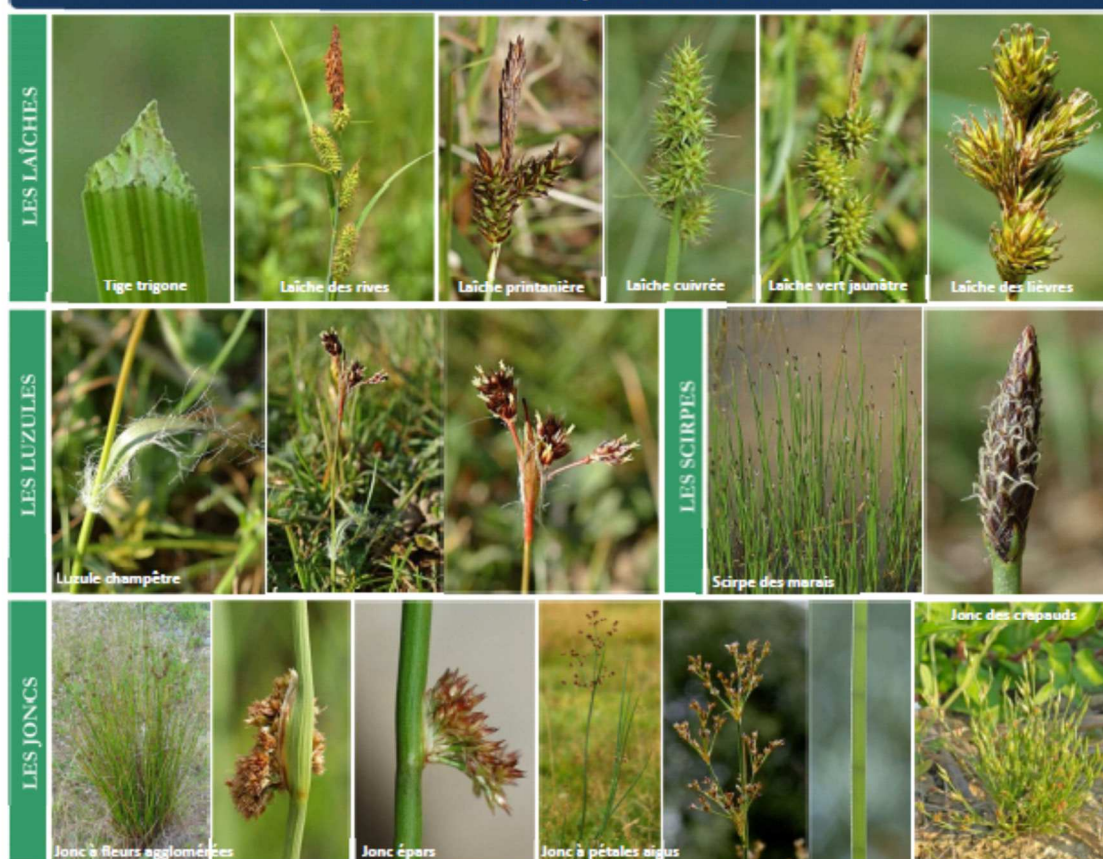 LES LAÎCHES
Tige trigone
Laîche des rives
Laîche printanière
Laîche cuivrée
Laîche vert jaunâtre
Laîche des lièvres
LES LUZULES
Luzule champêtre
LES SCIRPES
Scirpe des marais
LES JONCS
Jonc à fleurs agglomérées
Jonc épars
Jonc à pétales aigus
Jonc des crapauds